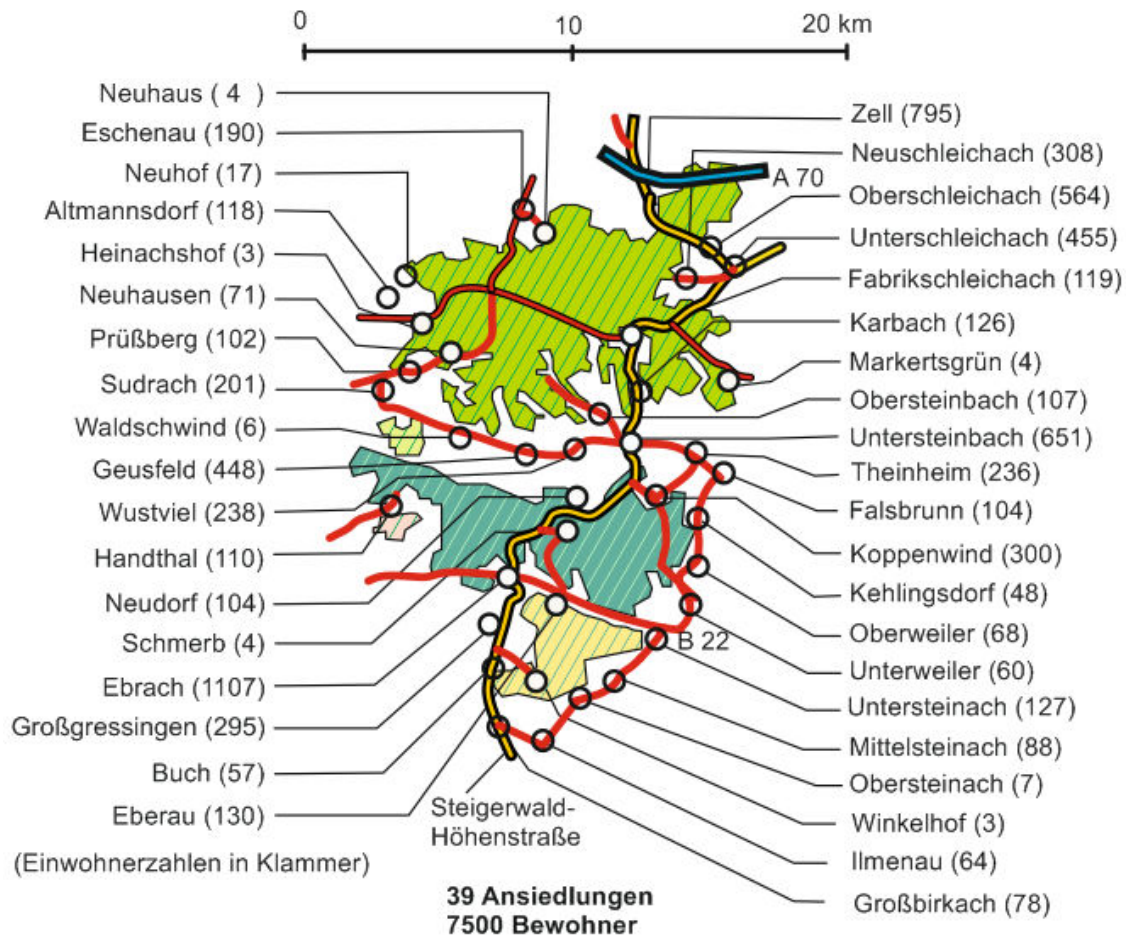 0 10 20 km
Neuhaus ( 4 )
Eschenau (190)
Neuhof (17)
Altmannsdorf (118)
Heinachshof (3)
Neuhausen (71)
Prüßberg (102)
Sudrach (201)
Waldschwind (6)
Geusfeld (448)
Wustviel (238)
Handthal (110)
Neudorf (104)
Schmerb (4)
Ebrach (1107)
Großgressingen (295)
Buch (57)
Eberau (130)
(Einwohnerzahlen in Klammer)
A 70
B 22
Steigerwald-
Höhenstraße
Zell (795)
Neuschleichach (308)
Oberschleichach (564)
Unterschleichach (455)
Fabrikschleichach (119)
Karbach (126)
Markertsgrün (4)
Obersteinbach (107)
Untersteinbach (651)
Theinheim (236)
Falsbrunn (104)
Koppenwind (300)
Kehlingsdorf (48)
Oberweiler (68)
Unterweiler (60)
Untersteinach (127)
Mittelsteinach (88)
Obersteinach (7)
Winkelhof (3)
Ilmenau (64)
Großbirkach (78)
39 Ansiedlungen
7500 Bewohner